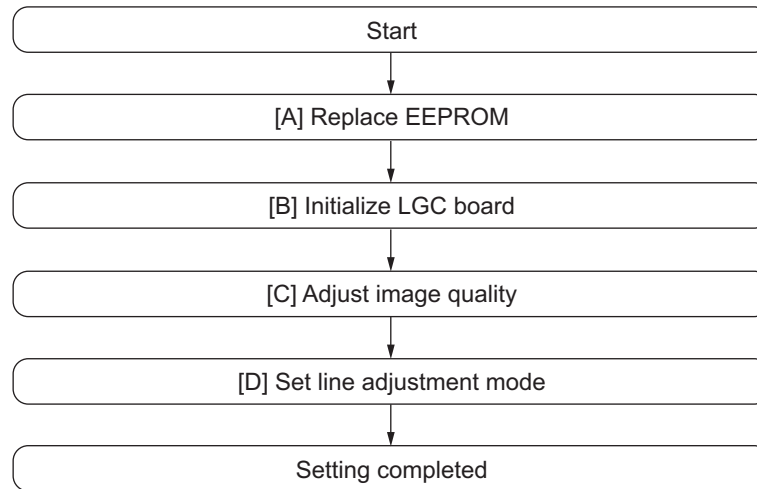 Start
[A] Replace EEPROM
[B] Initialize LGC board
[C] Adjust image quality
[D] Set line adjustment mode
Setting completed